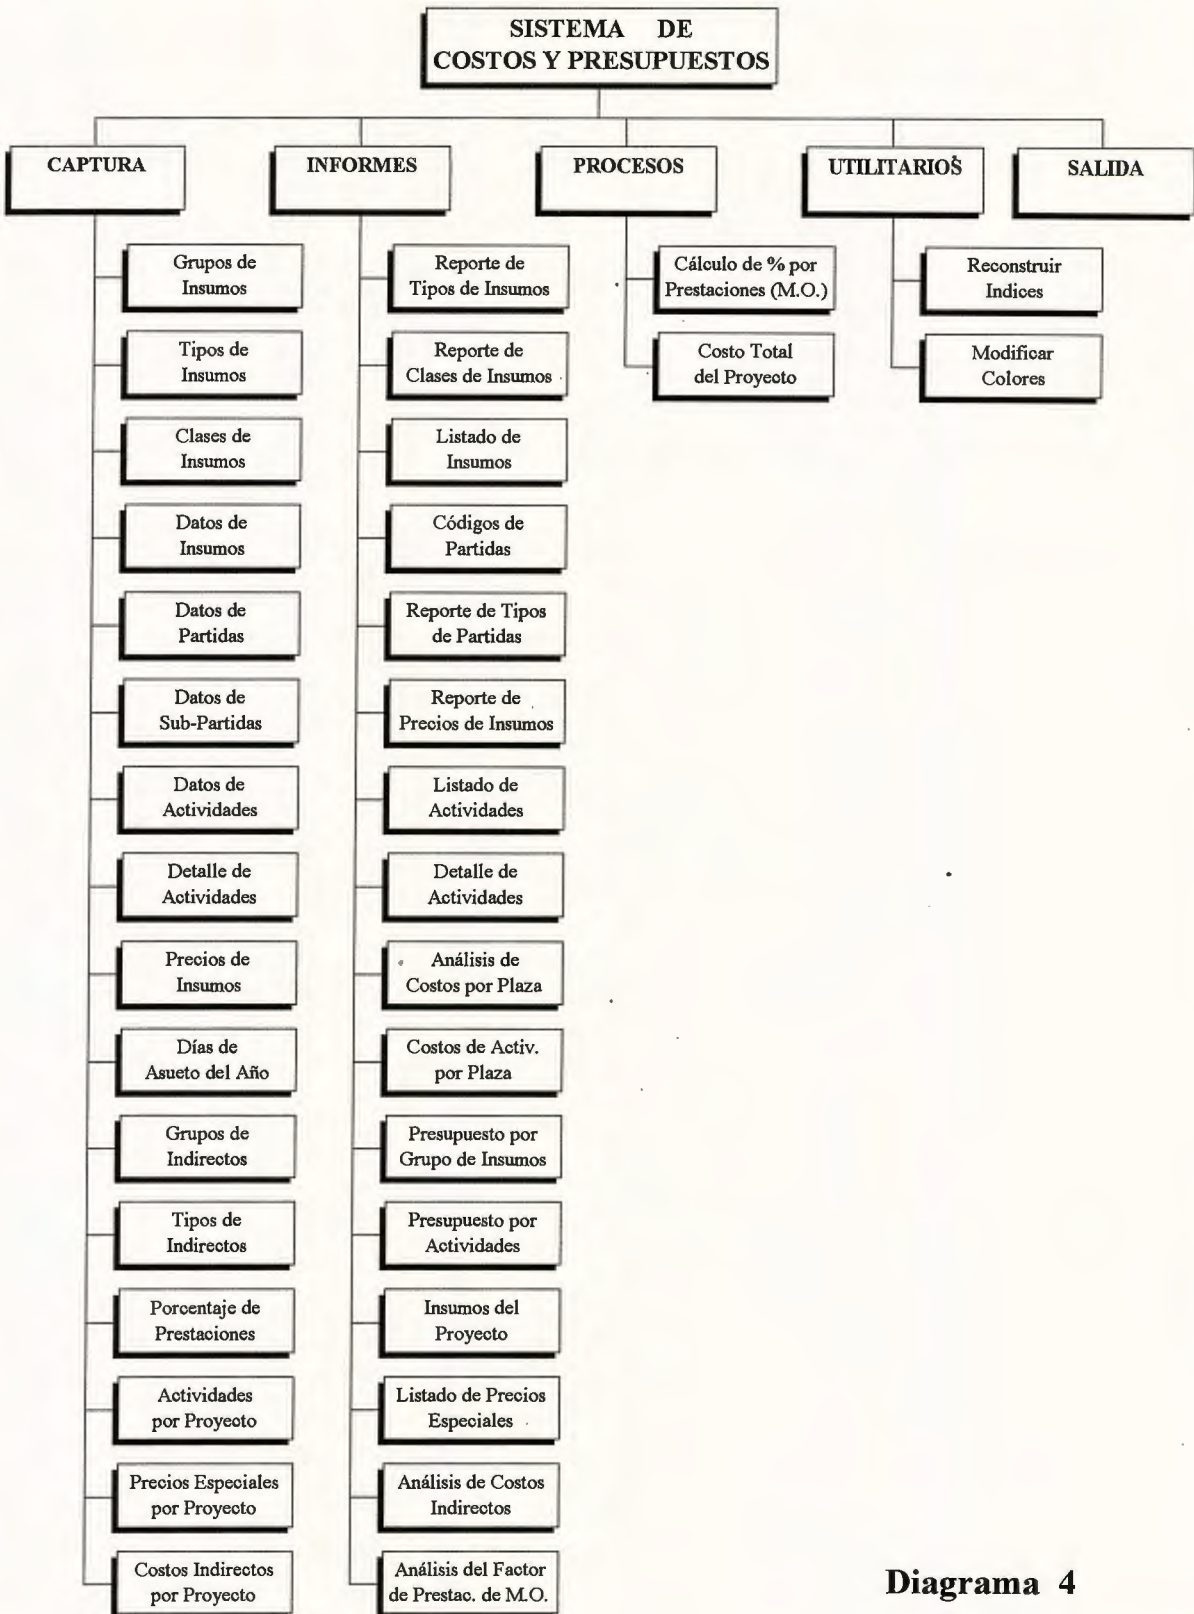 SISTEMA DE
COSTOS Y PRESUPUESTOS
CAPTURA
INFORMES
PROCESOS
UTILITARIOS
SALIDA
Grupos de
Insumos
Tipos de
Insumos
Clases de
Insumos
Datos de
Insumos
Datos de
Partidas
Datos de
Sub-Partidas
Datos de
Actividades
Detalle de
Actividades
Precios de
Insumos
Días de
Asueto del Año
Grupos de
Indirectos
Tipos de
Indirectos
Porcentaje de
Prestaciones
Actividades
por Proyecto
Precios Especiales
por Proyecto
Costos Indirectos
por Proyecto
Reporte de
Tipos de Insumos
Reporte de
Clases de Insumos
Listado de
Insumos
Códigos de
Partidas
Reporte de Tipos
de Partidas
Reporte de
Precios de Insumos
Listado de
Actividades
Detalle de
Actividades
Análisis de
Costos por Plaza
Costos de Activ.
por Plaza
Presupuesto por
Grupo de Insumos
Presupuesto por
Actividades
Insumos del
Proyecto
Listado de Precios
Especiales
Análisis de Costos
Indirectos
Análisis del Factor
de Prestac. de M.O.
Cálculo de % por
Prestaciones (M.O.)
Costo Total
del Proyecto
Reconstruir
Indices
Modificar
Colores
Diagrama 4